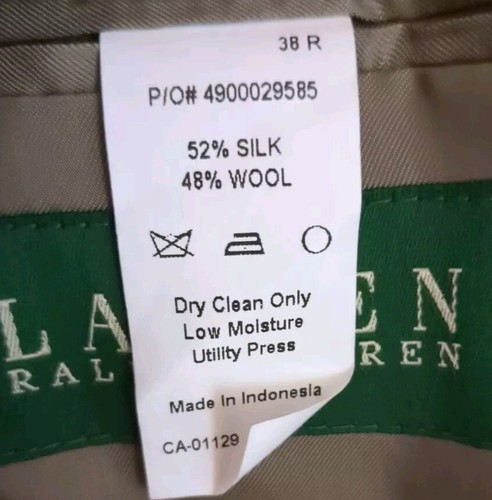 38 R
P/O# 4900029585
52% SILK
48% WOOL
Dry Clean Only
Low Moisture
Utility Press
Made In Indonesia
CA-01129